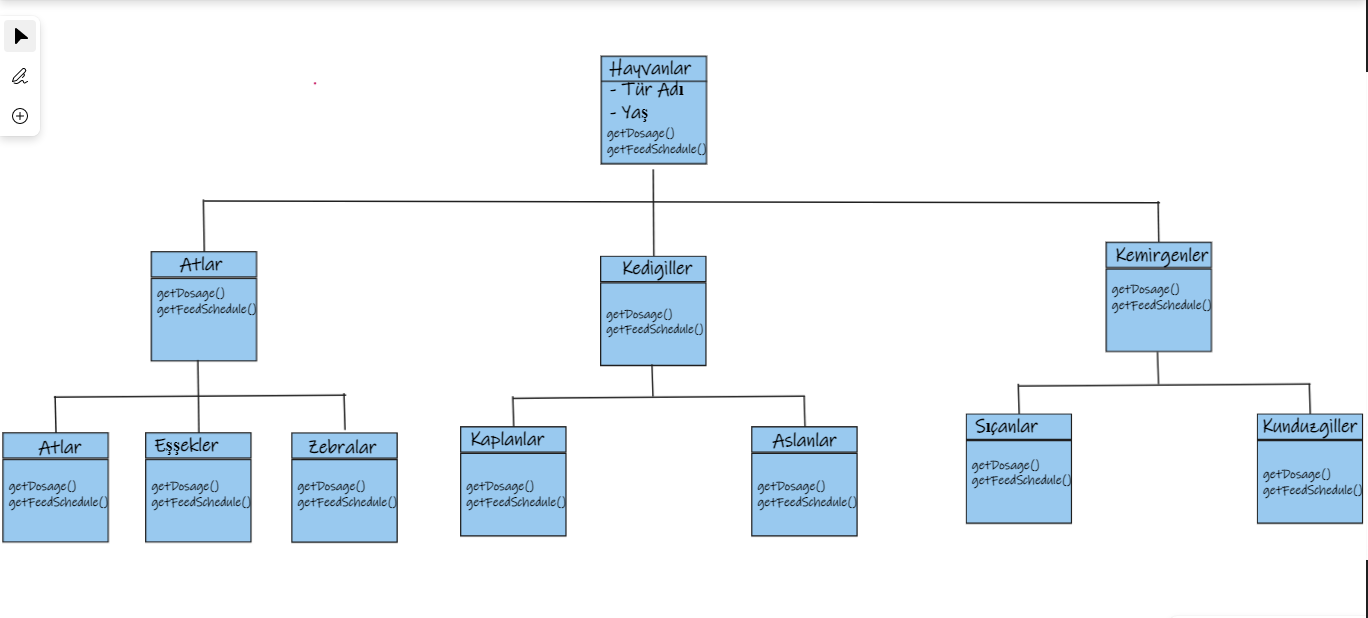 Hayvanlar
- Tür Adı
- Yaş
getDosage()
getFeedSchedule()
Atlar
getDosage()
getFeedSchedule()
Kedigiller
getDosage()
getFeedSchedule()
Kemirgenler
getDosage()
getFeedSchedule()
Atlar
getDosage()
getFeedSchedule()
Eşşekler
getDosage()
getFeedSchedule()
Zebralar
getDosage()
getFeedSchedule()
Kaplanlar
getDosage()
getFeedSchedule()
Aslanlar
getDosage()
getFeedSchedule()
Sıçanlar
getDosage()
getFeedSchedule()
Kunduzgiller
getDosage()
getFeedSchedule()